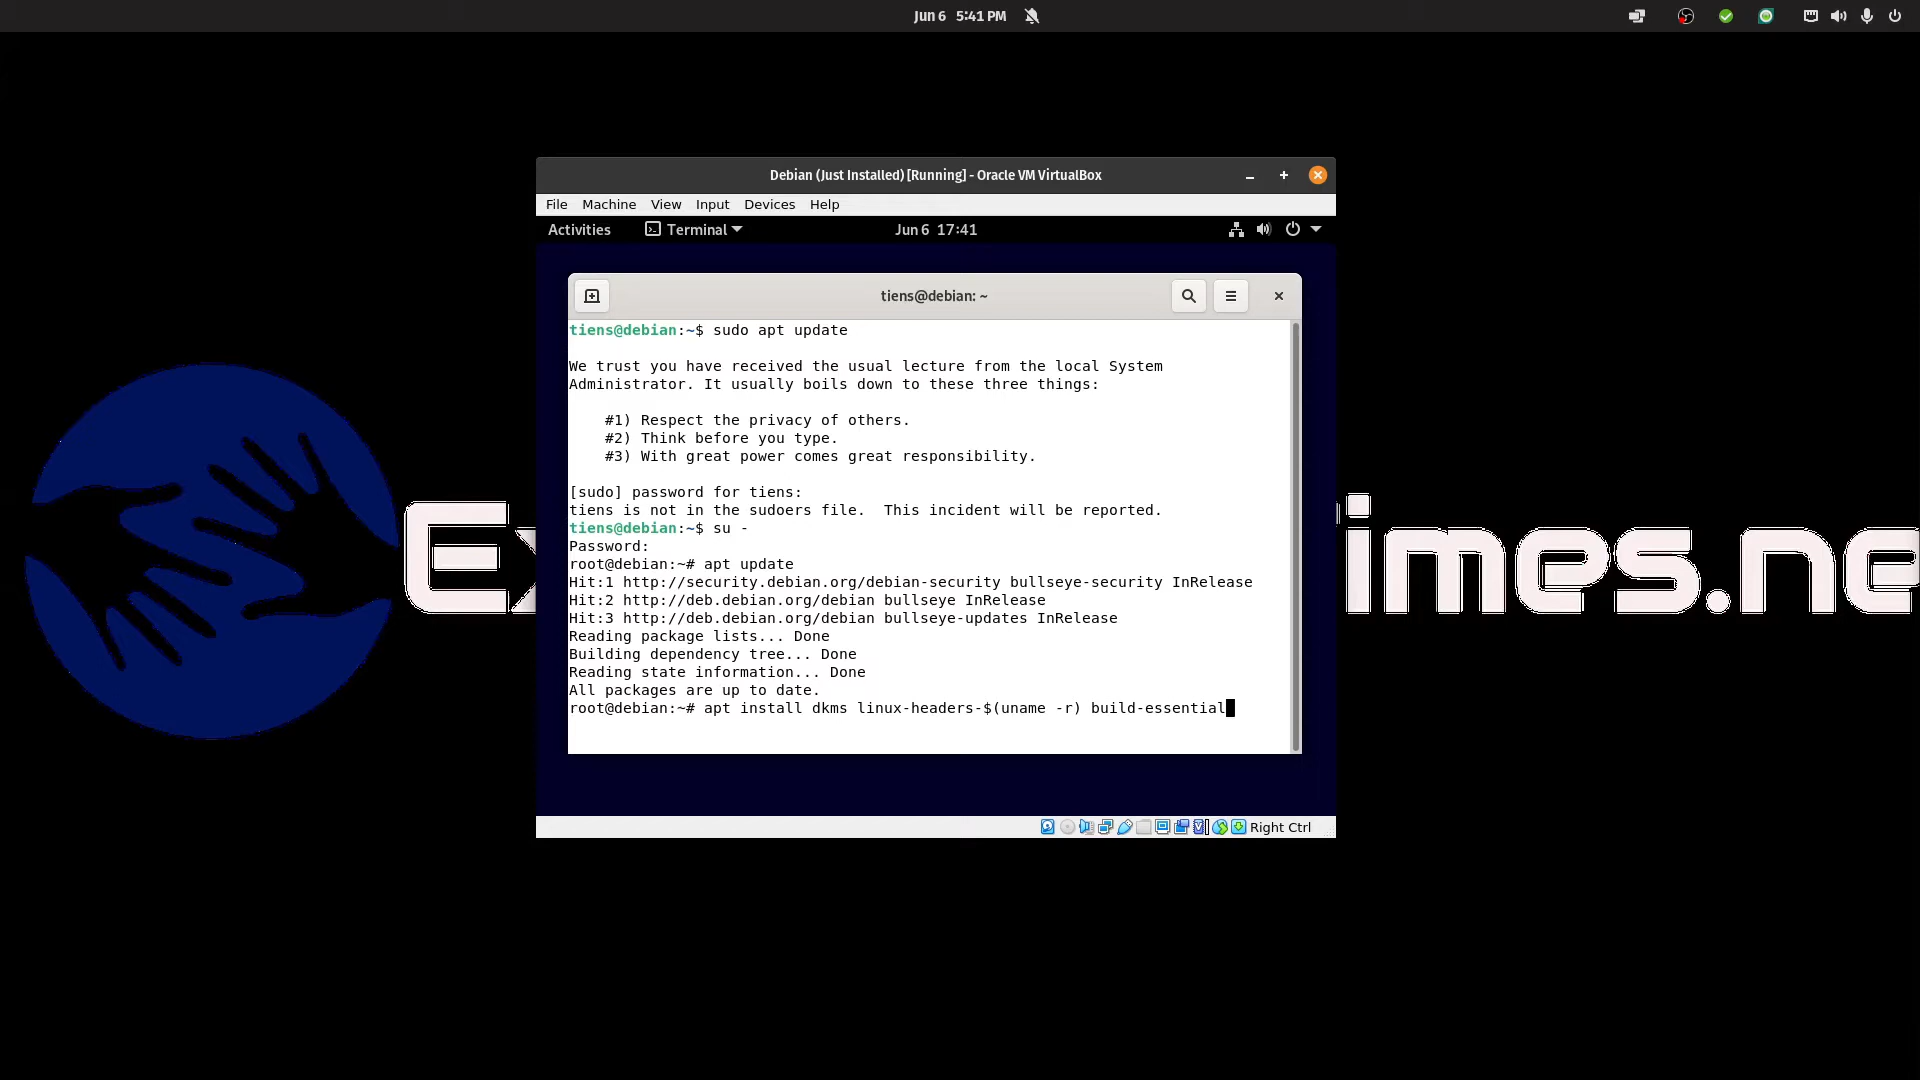 Jun 6 5:41 PM
Debian (Just Installed) [Running] - Oracle VM VirtualBox
File Machine View Input Devices Help
Activities Terminal Jun 6 17:41
tiens@debian: ~
tiens@debian:~$ sudo apt update
We trust you have received the usual lecture from the local System
Administrator. It usually boils down to these three things:
#1) Respect the privacy of others.
#2) Think before you type.
#3) With great power comes great responsibility.
[sudo] password for tiens:
tiens is not in the sudoers file.  This incident will be reported.
tiens@debian:~$ su -
Password:
root@debian:~# apt update
Hit:1 http://security.debian.org/debian-security bullseye-security InRelease
Hit:2 http://deb.debian.org/debian bullseye InRelease
Hit:3 http://deb.debian.org/debian bullseye-updates InRelease
Reading package lists... Done
Building dependency tree... Done
Reading state information... Done
All packages are up to date.
root@debian:~# apt install dkms linux-headers-$(uname -r) build-essential
Right Ctrl